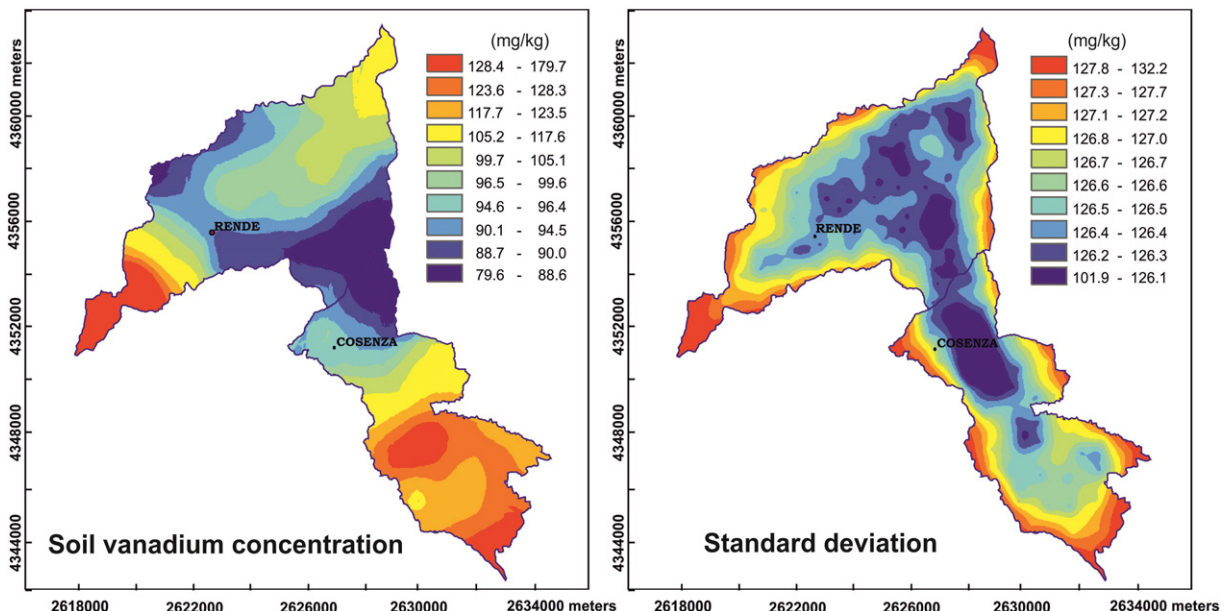 (mg/kg)
128.4 - 179.7
123.6 - 128.3
117.7 - 123.5
105.2 - 117.6
99.7 - 105.1
96.5 - 99.6
94.6 - 96.4
90.1 - 94.5
88.7 - 90.0
79.6 - 88.6
RENDE
COSENZA
Soil vanadium concentration
4360000 meters
4356000
4352000
4348000
4344000
2618000 2622000 2626000 2630000 2634000 meters
(mg/kg)
127.8 - 132.2
127.3 - 127.7
127.1 - 127.2
126.8 - 127.0
126.7 - 126.7
126.6 - 126.6
126.5 - 126.5
126.4 - 126.4
126.2 - 126.3
101.9 - 126.1
RENDE
COSENZA
Standard deviation
4360000 meters
4356000
4352000
4348000
4344000
2618000 2622000 2626000 2630000 2634000 meters